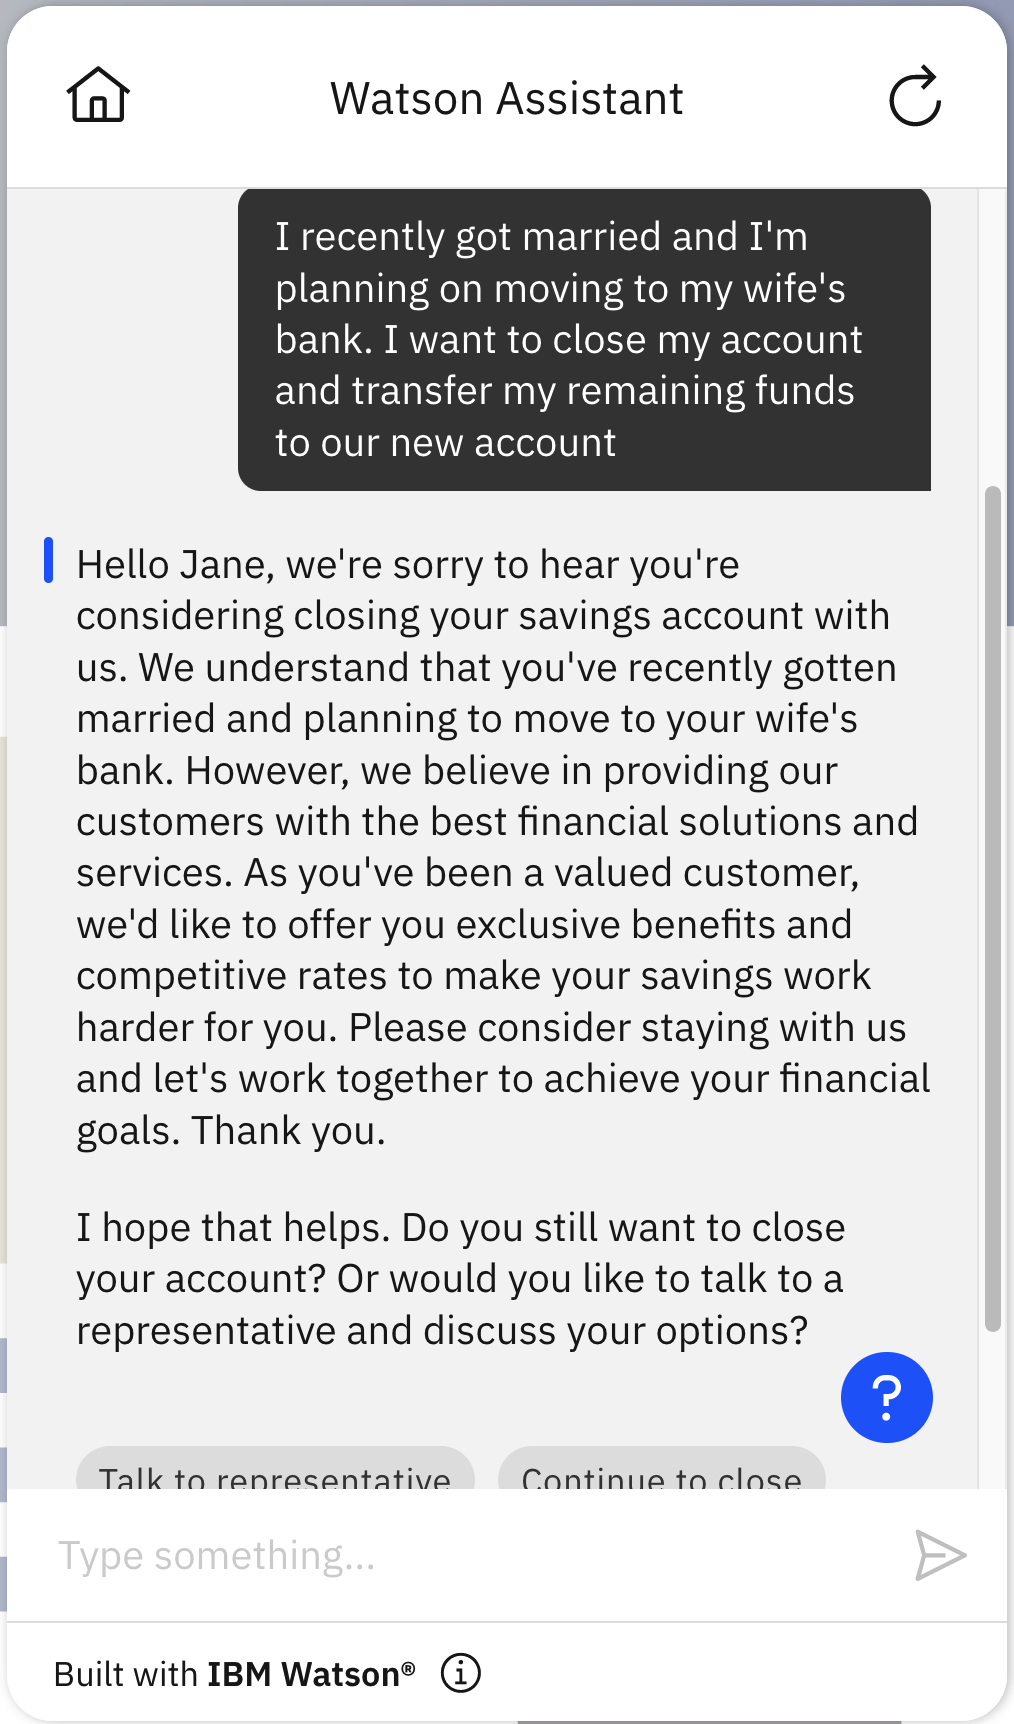 Watson Assistant
I recently got married and I'm
planning on moving to my wife's
bank. I want to close my account
and transfer my remaining funds
to our new account
Hello Jane, we're sorry to hear you're
considering closing your savings account with
us. We understand that you've recently gotten
married and planning to move to your wife's
bank. However, we believe in providing our
customers with the best financial solutions and
services. As you've been a valued customer,
we'd like to offer you exclusive benefits and
competitive rates to make your savings work
harder for you. Please consider staying with us
and let's work together to achieve your financial
goals. Thank you.
I hope that helps. Do you still want to close
your account? Or would you like to talk to a
representative and discuss your options?
?
Talk to representative Continue to close
Type something...
Built with IBM Watson®